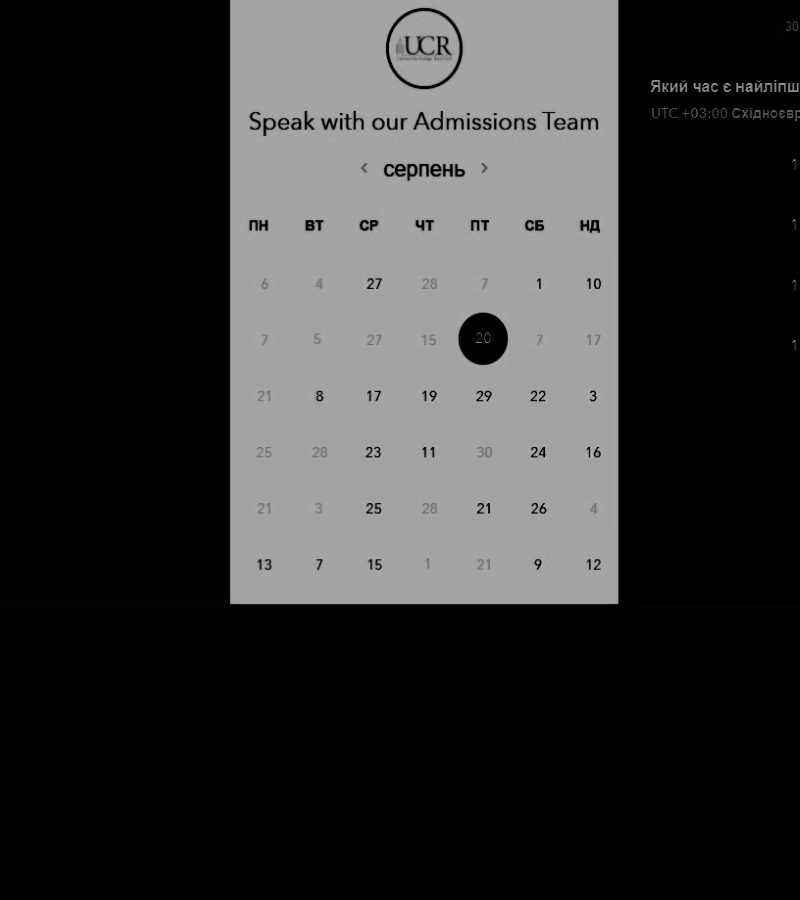 UCR
Speak with our Admissions Team
< серпень >
ПН ВТ СР ЧТ ПТ СБ НД
6 4 27 28 7 1 10
7 5 27 15 20 7 17
21 8 17 19 29 22 3
25 28 23 11 30 24 16
21 3 25 28 21 26 4
13 7 15 1 21 9 12
30
Який час є найліпш
UTC +03:00 Східноєвр
1
1
1
1